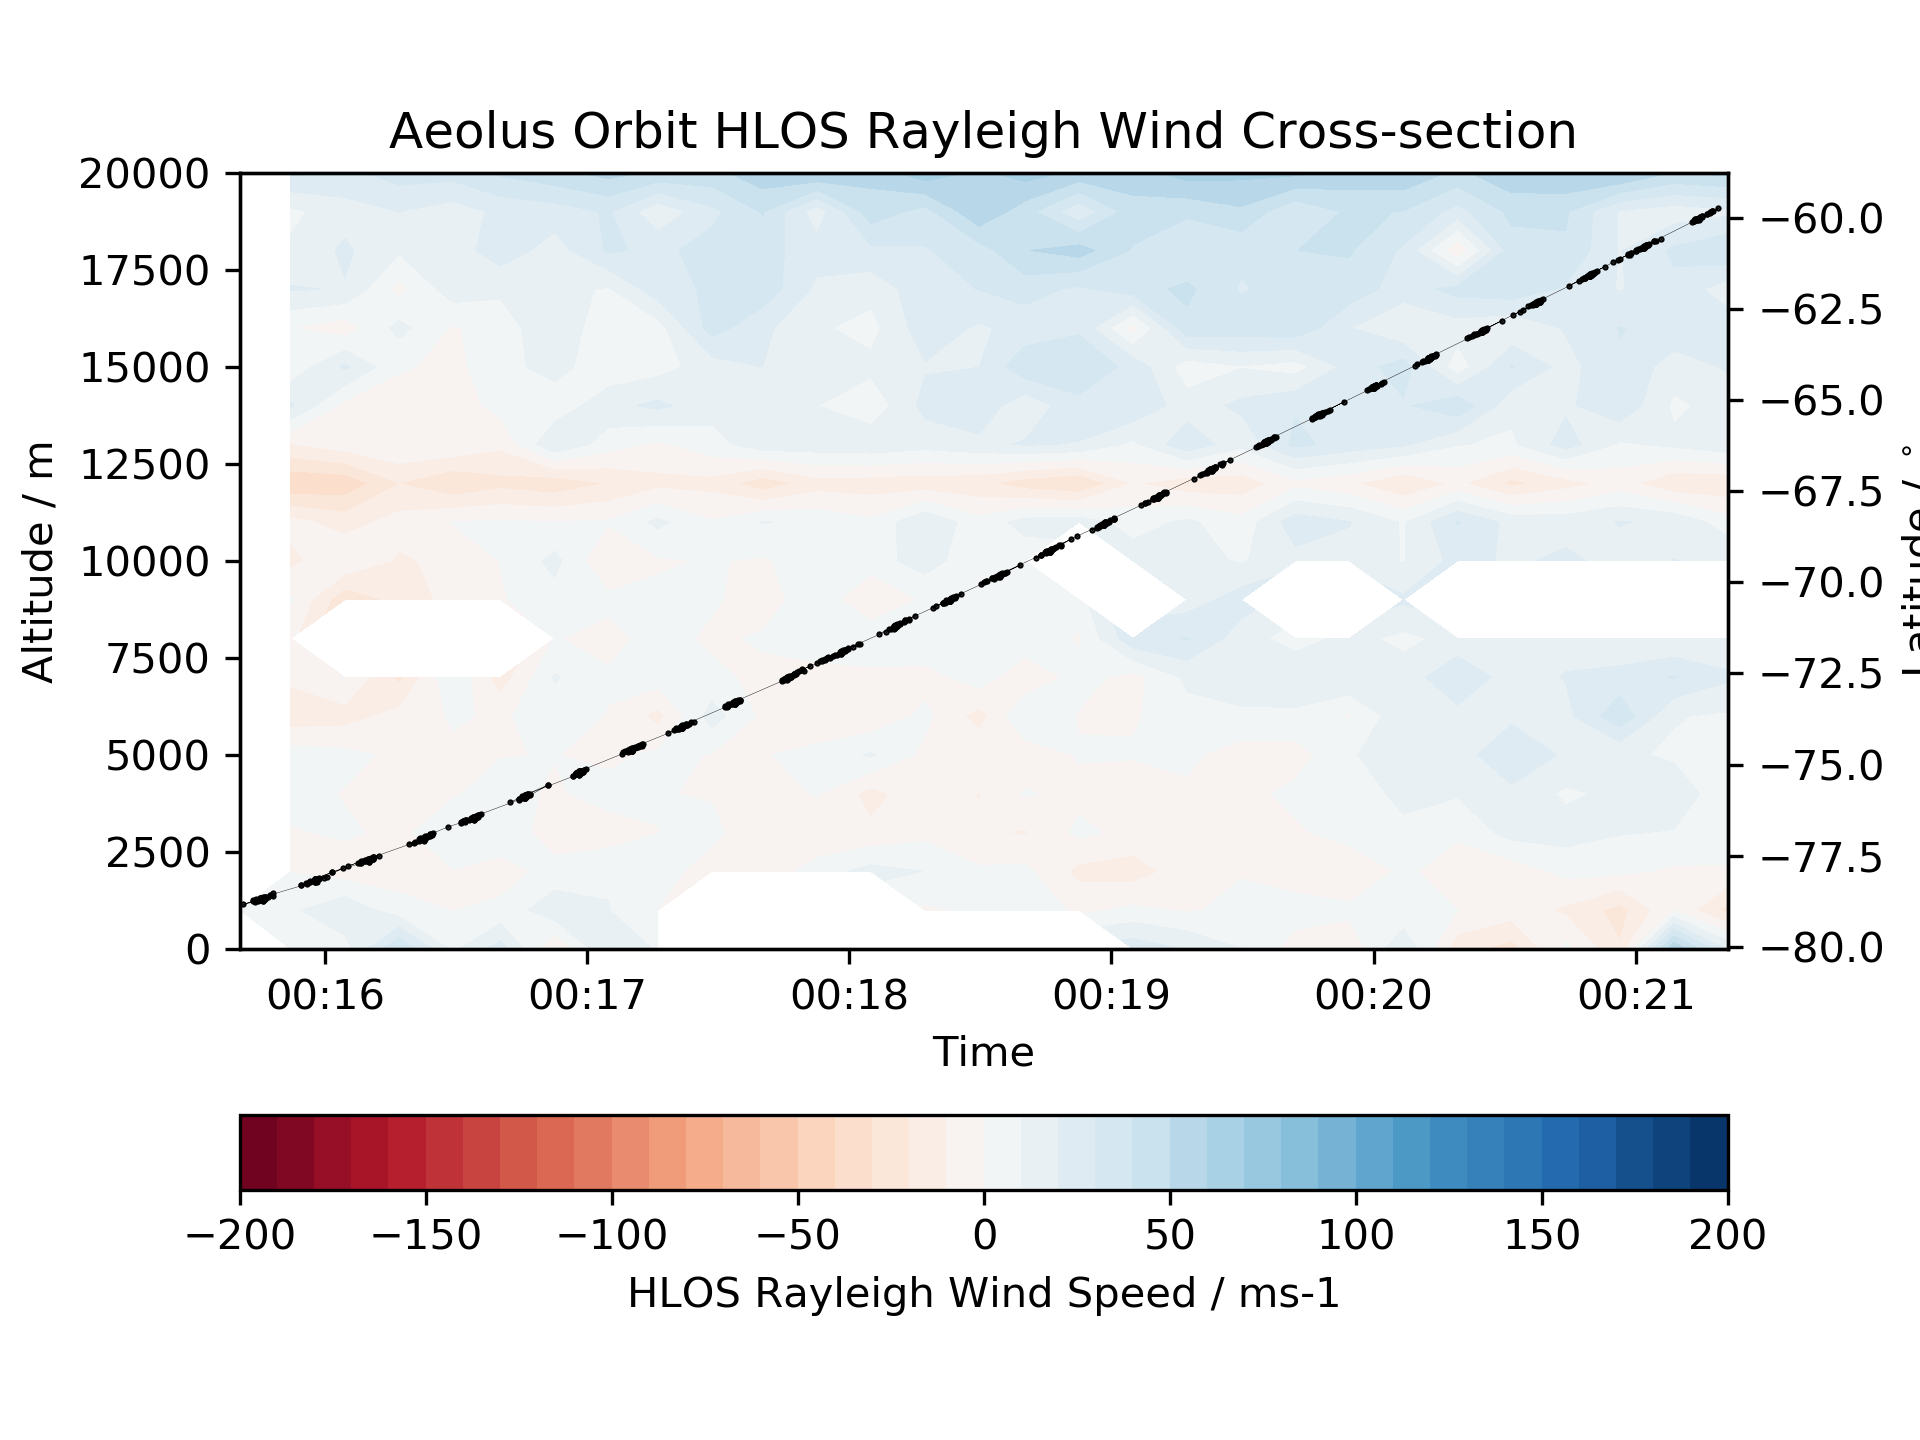 Aeolus Orbit HLOS Rayleigh Wind Cross-section
Altitude / m
20000
17500
15000
12500
10000
7500
5000
2500
0
−60.0
−62.5
−65.0
−67.5
−70.0
−72.5
−75.0
−77.5
−80.0
Latitude / °
00:16 00:17 00:18 00:19 00:20 00:21
Time
−200 −150 −100 −50 0 50 100 150 200
HLOS Rayleigh Wind Speed / ms-1